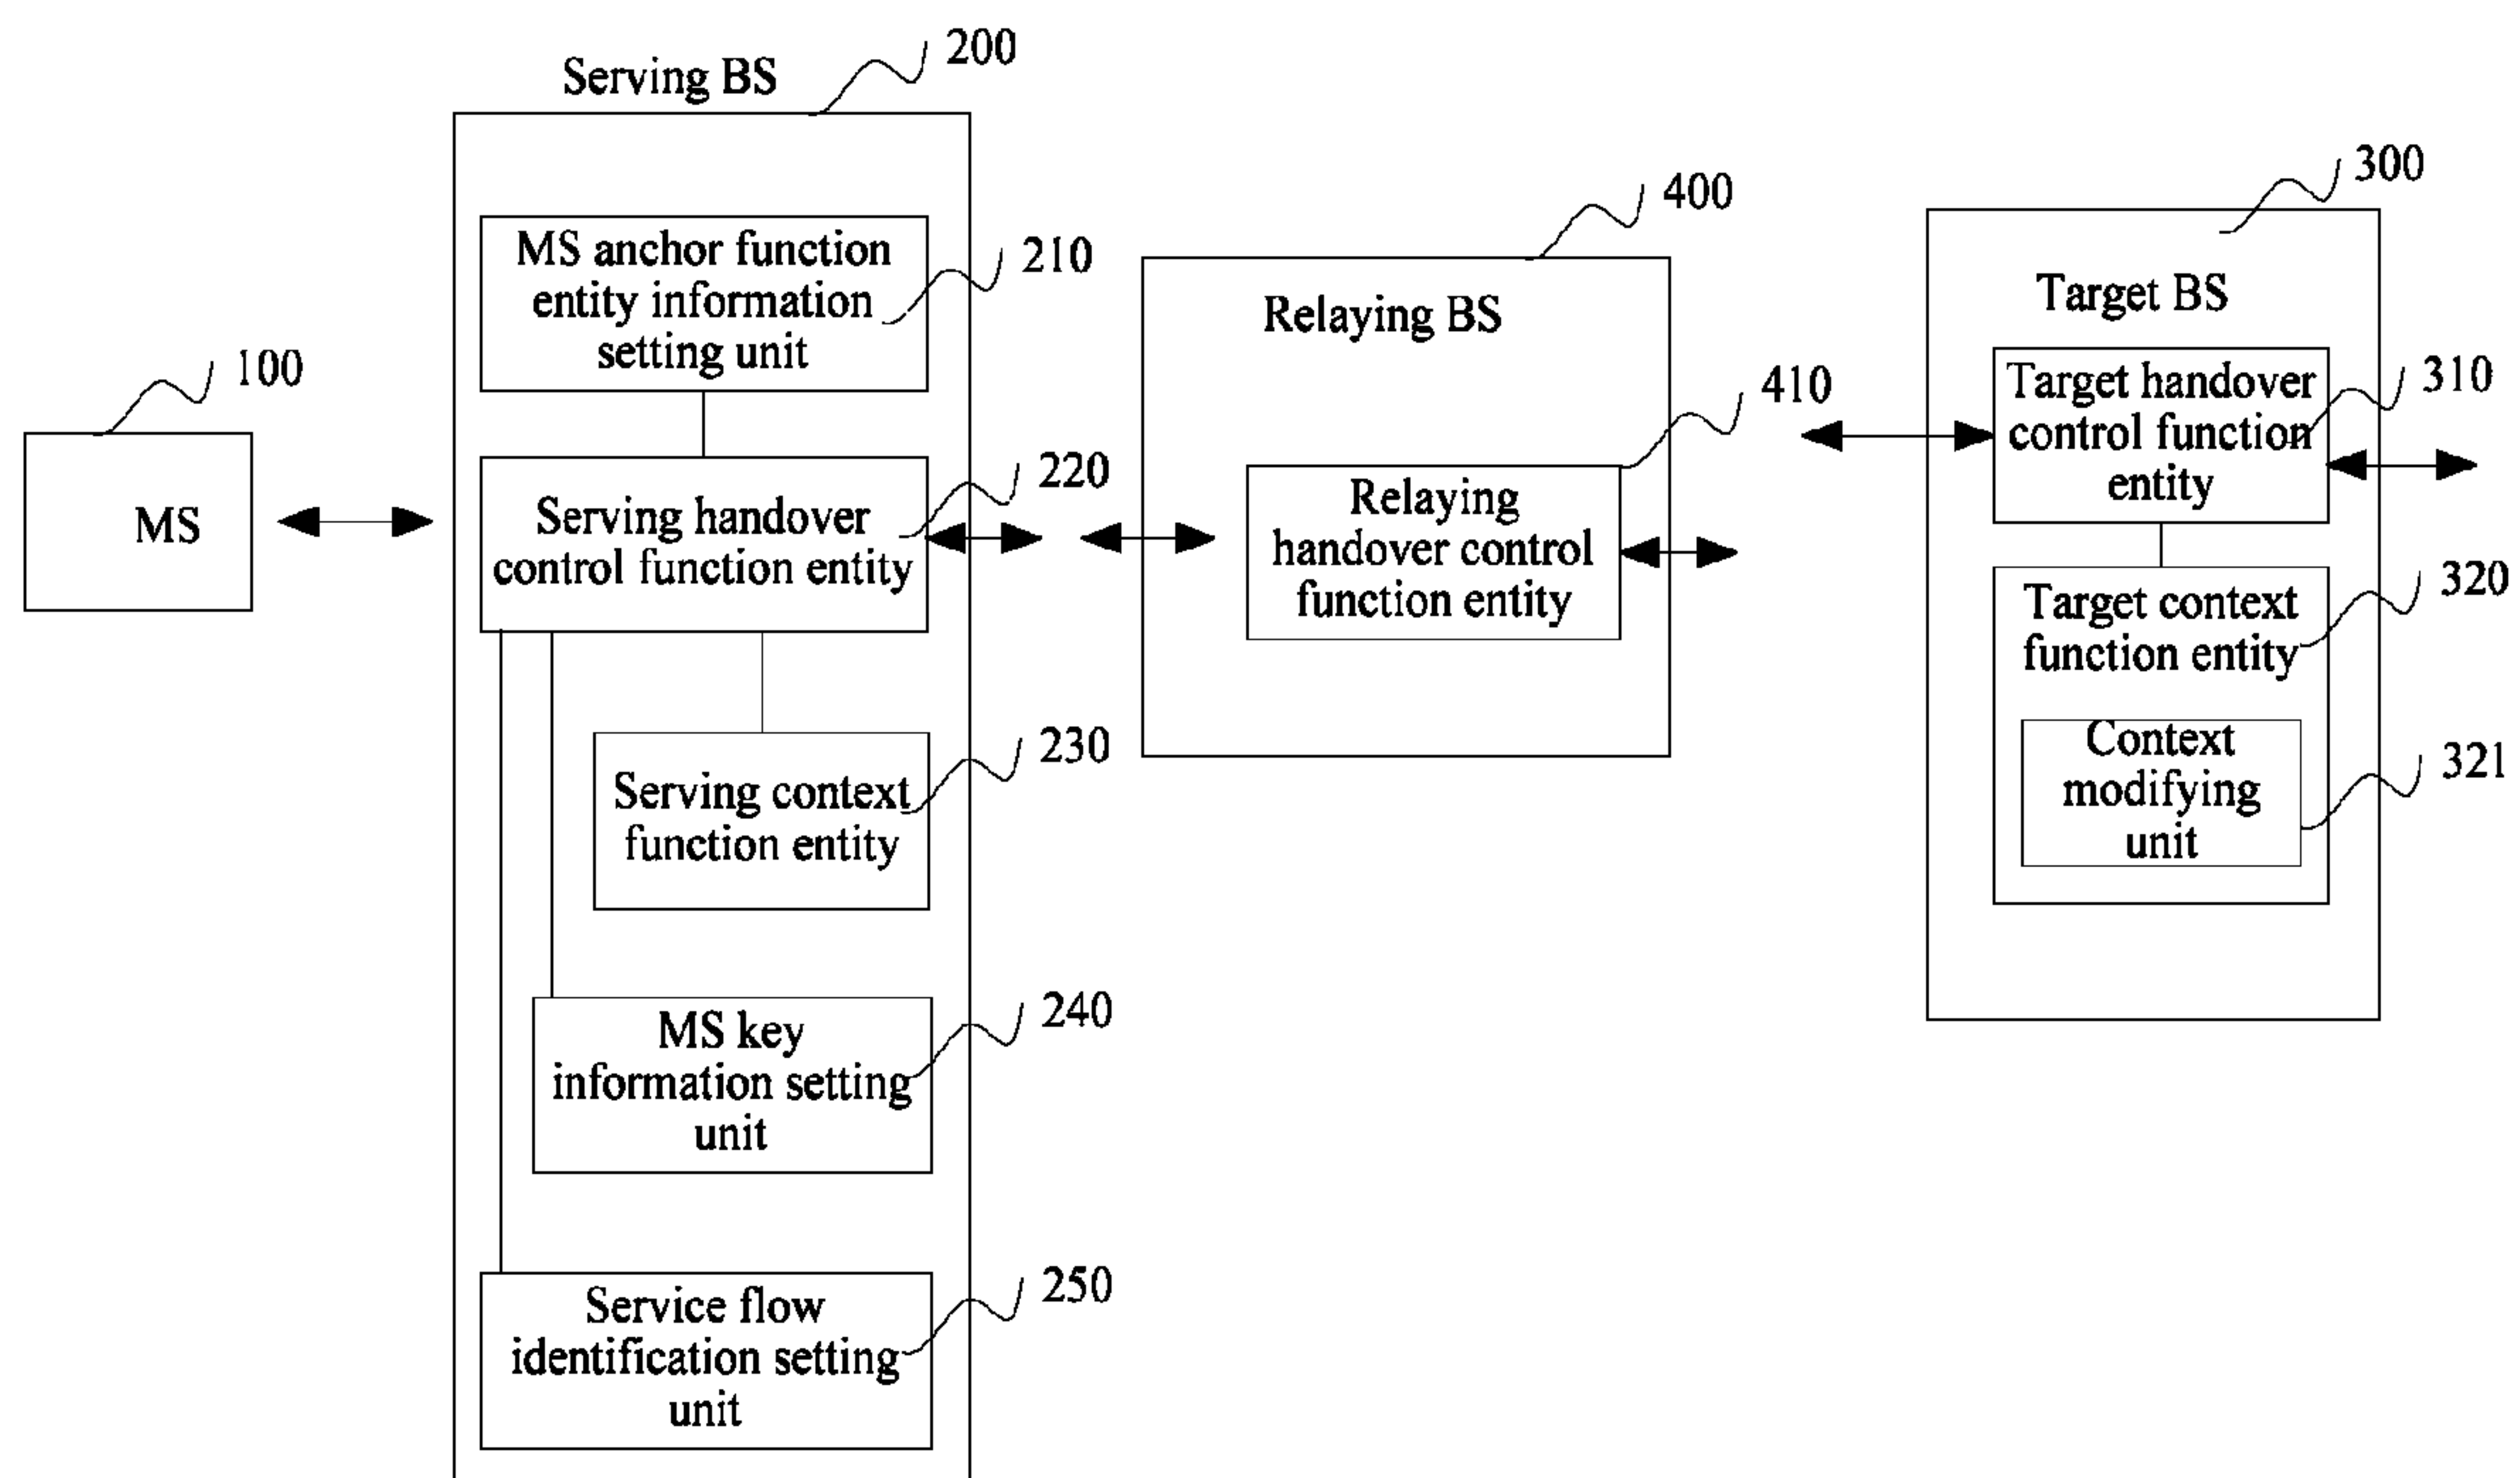 100
MS
Serving BS
200
MS anchor function
entity information
setting unit
210
Serving handover
control function entity
220
Serving context
function entity
230
MS key
information setting
unit
240
Service flow
identification setting
unit
250
400
Relaying BS
410
Relaying
handover control
function entity
300
Target BS
Target handover
control function
entity
310
Target context
function entity
320
Context
modifying
unit
321